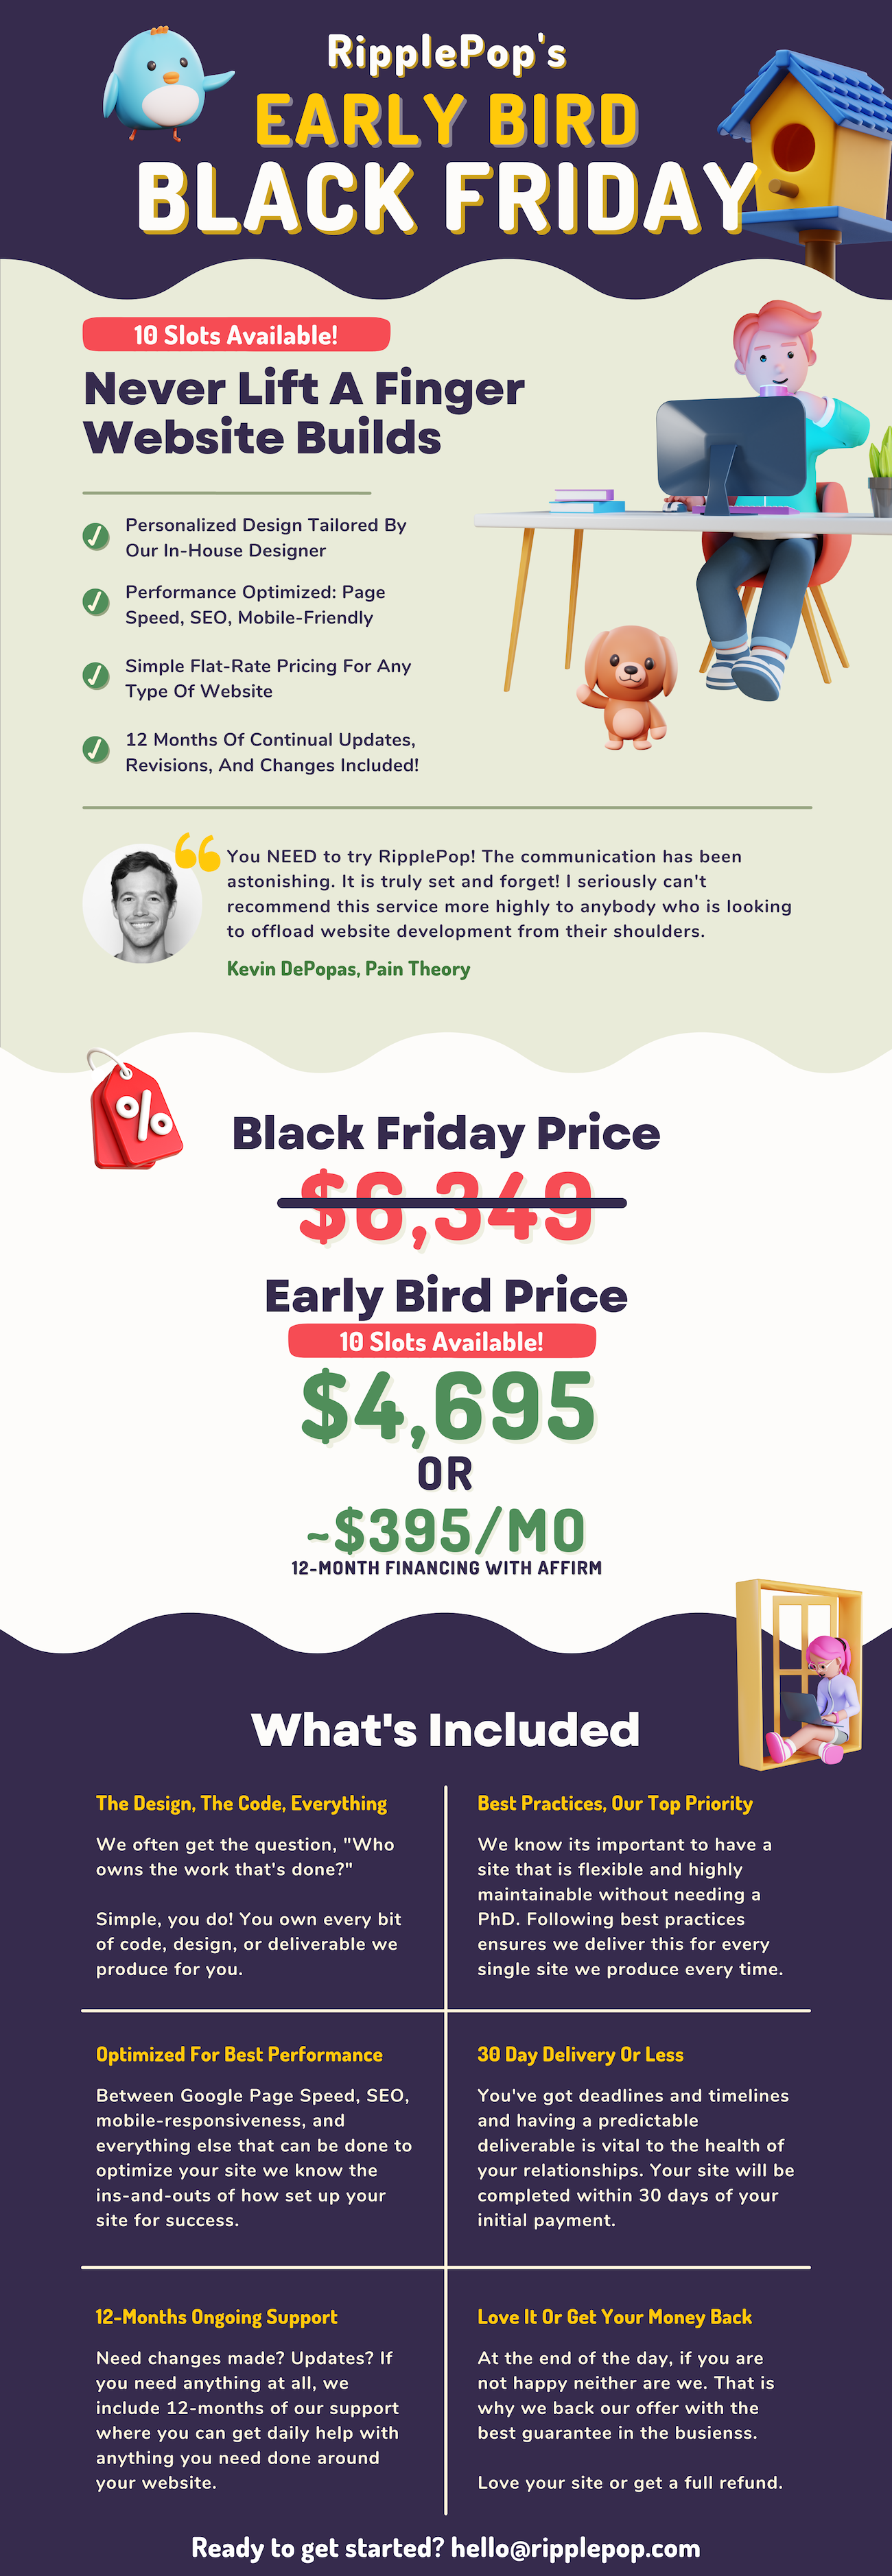 RipplePop's
EARLY BIRD
BLACK FRIDAY
10 Slots Available!
Never Lift A Finger
Website Builds
Personalized Design Tailored By
Our In-House Designer
Performance Optimized: Page
Speed, SEO, Mobile-Friendly
Simple Flat-Rate Pricing For Any
Type Of Website
12 Months Of Continual Updates,
Revisions, And Changes Included!
“
You NEED to try RipplePop! The communication has been
astonishing. It is truly set and forget! I seriously can't
recommend this service more highly to anybody who is looking
to offload website development from their shoulders.
Kevin DePopas, Pain Theory
%
Black Friday Price
$6,349
Early Bird Price
10 Slots Available!
$4,695
OR
~$395/MO
12-MONTH FINANCING WITH AFFIRM
What's Included
The Design, The Code, Everything
We often get the question, "Who
owns the work that's done?"
Simple, you do! You own every bit
of code, design, or deliverable we
produce for you.
Best Practices, Our Top Priority
We know its important to have a
site that is flexible and highly
maintainable without needing a
PhD. Following best practices
ensures we deliver this for every
single site we produce every time.
Optimized For Best Performance
Between Google Page Speed, SEO,
mobile-responsiveness, and
everything else that can be done to
optimize your site we know the
ins-and-outs of how set up your
site for success.
30 Day Delivery Or Less
You've got deadlines and timelines
and having a predictable
deliverable is vital to the health of
your relationships. Your site will be
completed within 30 days of your
initial payment.
12-Months Ongoing Support
Need changes made? Updates? If
you need anything at all, we
include 12-months of our support
where you can get daily help with
anything you need done around
your website.
Love It Or Get Your Money Back
At the end of the day, if you are
not happy neither are we. That is
why we back our offer with the
best guarantee in the busienss.
Love your site or get a full refund.
Ready to get started? hello@ripplepop.com